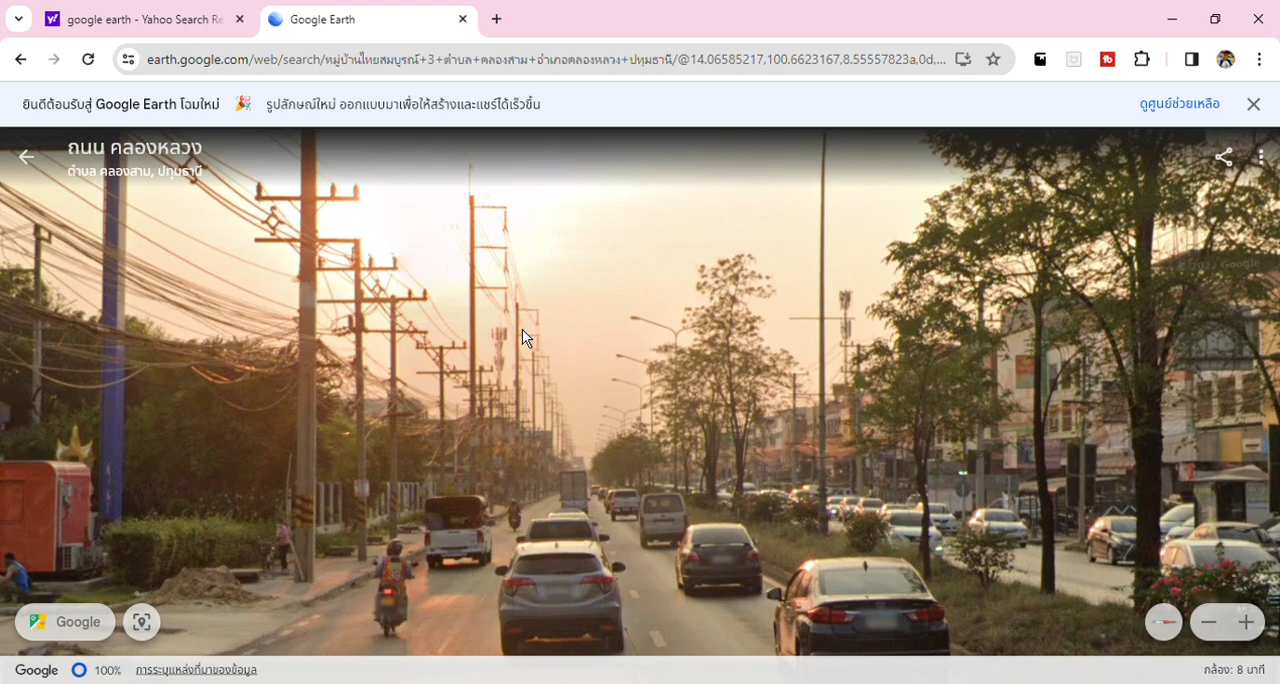 google earth - Yahoo Search Re
Google Earth
earth.google.com/web/search/หมู่บ้านไทยสมบูรณ์+3+ตำบล+คลองสาม+อำเภอคลองหลวง+ปทุมธานี/@14.06585217,100.6623167,8.55557823a,0d,...
ยินดีต้อนรับสู่ Google Earth โฉมใหม่ รูปลักษณ์ใหม่ ออกแบบมาเพื่อให้สร้างและแชร์ได้เร็วขึ้น ดูศูนย์ช่วยเหลือ
ถนน คลองหลวง
ตำบล คลองสาม, ปทุมธานี
Google
Google 100% การระบุแหล่งที่มาของข้อมูล กล้อง: 8 นาที